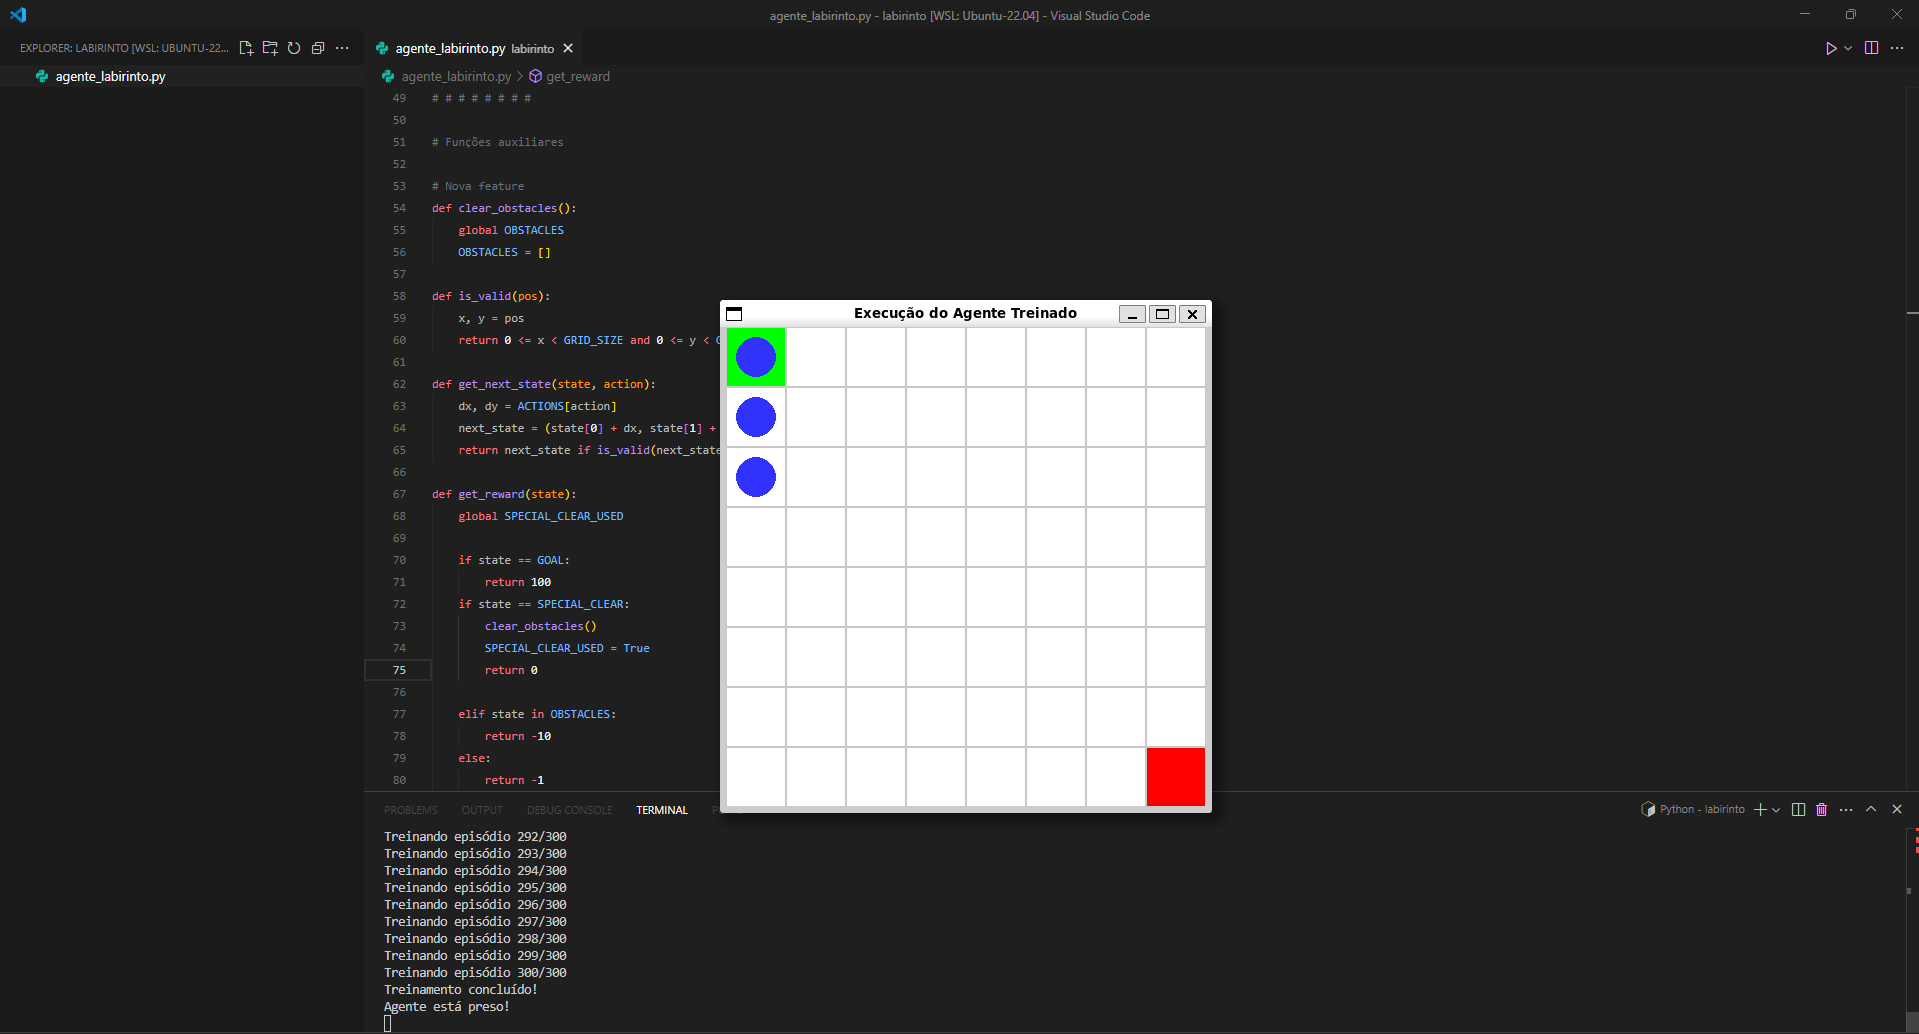 agente_labirinto.py - labirinto [WSL: Ubuntu-22.04] - Visual Studio Code
EXPLORER: LABIRINTO [WSL: UBUNTU-22...
agente_labirinto.py
agente_labirinto.py labirinto
agente_labirinto.py > get_reward
49 # # # # # # # #
50
51 # Funções auxiliares
52
53 # Nova feature
54 def clear_obstacles():
55 global OBSTACLES
56 OBSTACLES = []
57
58 def is_valid(pos):
59 x, y = pos
60 return 0 <= x < GRID_SIZE and 0 <= y <
61
62 def get_next_state(state, action):
63 dx, dy = ACTIONS[action]
64 next_state = (state[0] + dx, state[1] +
65 return next_state if is_valid(next_state
66
67 def get_reward(state):
68 global SPECIAL_CLEAR_USED
69
70 if state == GOAL:
71 return 100
72 if state == SPECIAL_CLEAR:
73 clear_obstacles()
74 SPECIAL_CLEAR_USED = True
75 return 0
76
77 elif state in OBSTACLES:
78 return -10
79 else:
80 return -1
Execução do Agente Treinado
PROBLEMS OUTPUT DEBUG CONSOLE TERMINAL
Python - labirinto
Treinando episódio 292/300
Treinando episódio 293/300
Treinando episódio 294/300
Treinando episódio 295/300
Treinando episódio 296/300
Treinando episódio 297/300
Treinando episódio 298/300
Treinando episódio 299/300
Treinando episódio 300/300
Treinamento concluído!
Agente está preso!